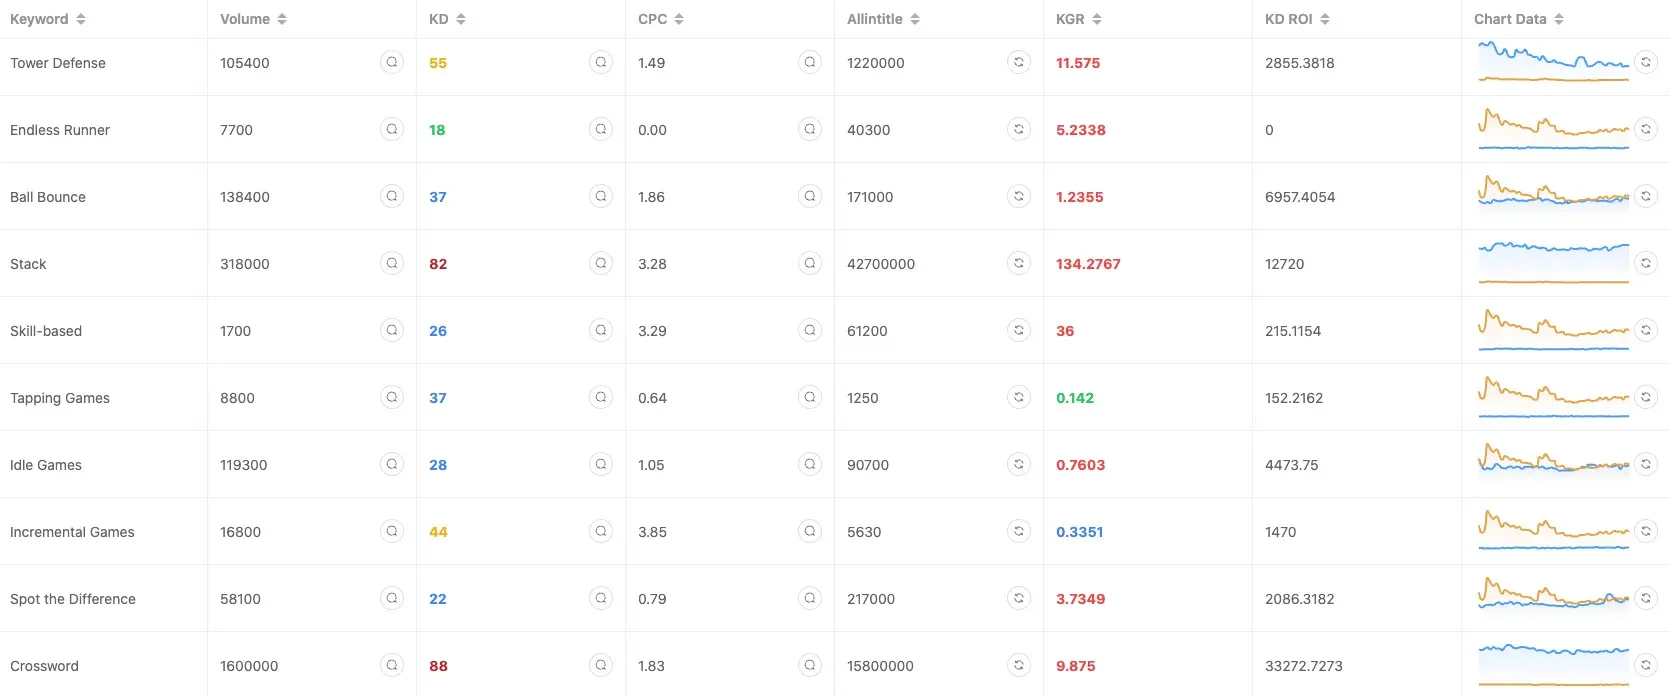 Keyword Volume KD CPC Allintitle KGR KD ROI Chart Data
Tower Defense 105400 55 1.49 1220000 11.575 2855.3818
Endless Runner 7700 18 0.00 40300 5.2338 0
Ball Bounce 138400 37 1.86 171000 1.2355 6957.4054
Stack 318000 82 3.28 42700000 134.2767 12720
Skill-based 1700 26 3.29 61200 36 215.1154
Tapping Games 8800 37 0.64 1250 0.142 152.2162
Idle Games 119300 28 1.05 90700 0.7603 4473.75
Incremental Games 16800 44 3.85 5630 0.3351 1470
Spot the Difference 58100 22 0.79 217000 3.7349 2086.3182
Crossword 1600000 88 1.83 15800000 9.875 33272.7273